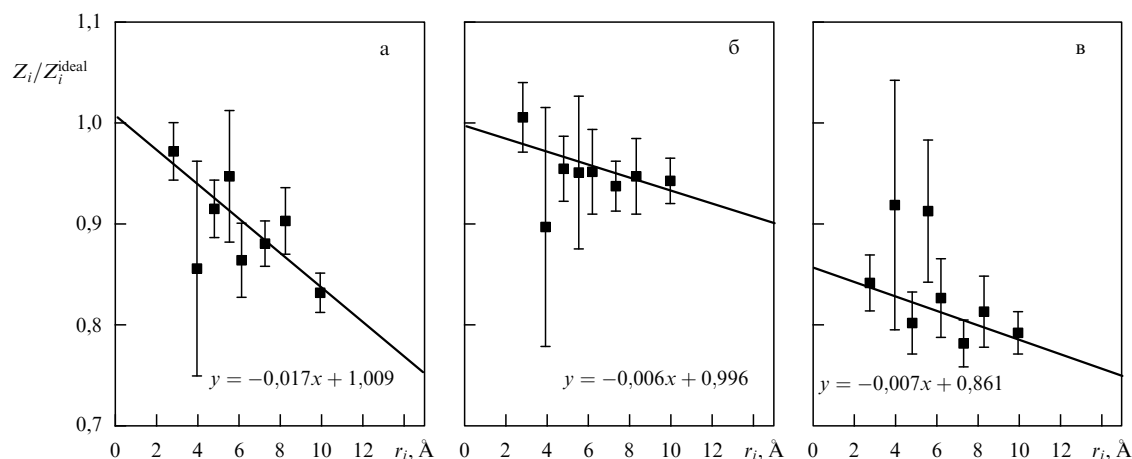 1,1
а
б
в
Z_i/Z_i^ideal
1,0
0,9
0,8
y = −0,017x + 1,009
y = −0,006x + 0,996
y = −0,007x + 0,861
0,7
0 2 4 6 8 10 12 r_i, Å
0 2 4 6 8 10 12 r_i, Å
0 2 4 6 8 10 12 r_i, Å